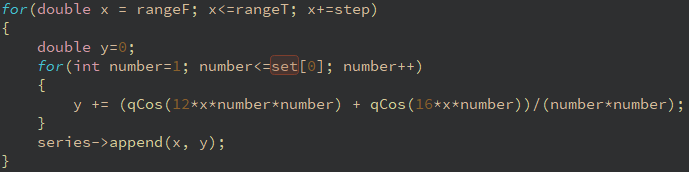 for(double x = rangeF; x<=rangeT; x+=step)
{
double y=0;
for(int number=1; number<=set[0]; number++)
{
y += (qCos(12*x*number*number) + qCos(16*x*number))/(number*number);
}
series->append(x, y);
}